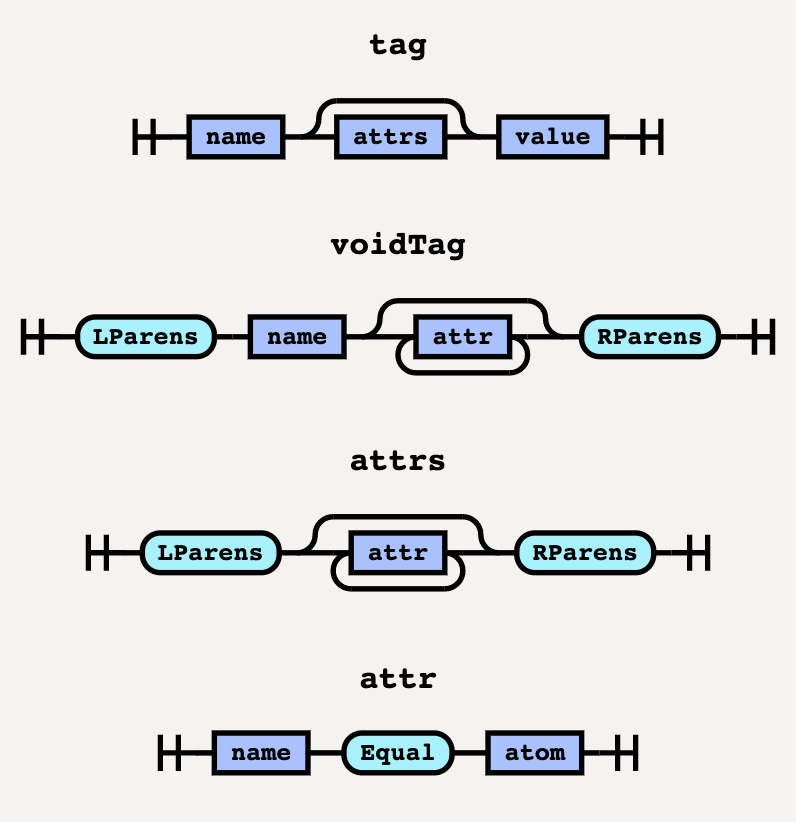 tag
name attrs value
voidTag
LParens name attr RParens
attrs
LParens attr RParens
attr
name Equal atom